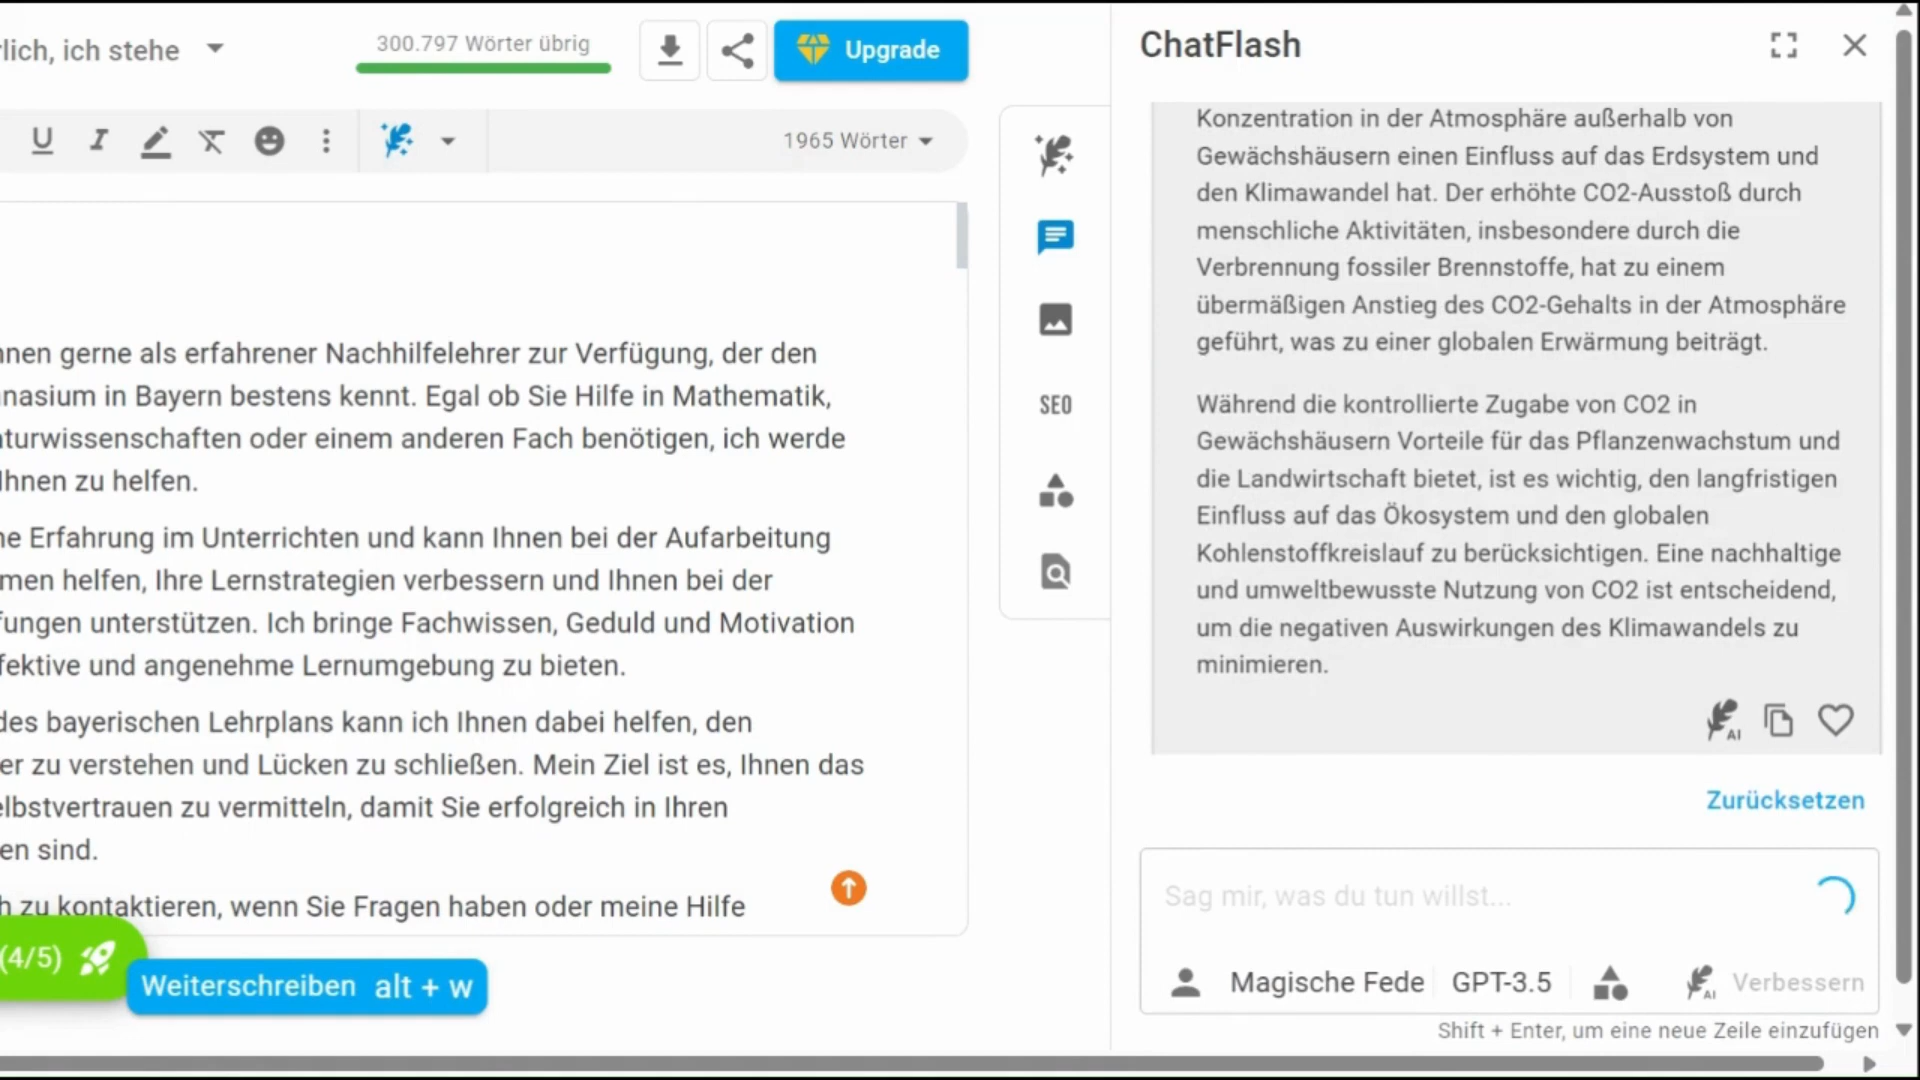 lich, ich stehe
300.797 Wörter übrig
Upgrade
1965 Wörter
gerne als erfahrener Nachhilfelehrer zur Verfügung, der den
in Bayern bestens kennt. Egal ob Sie Hilfe in Mathematik,
oder einem anderen Fach benötigen, ich werde
Ihnen zu helfen.
Erfahrung im Unterrichten und kann Ihnen bei der Aufarbeitung
helfen, Ihre Lernstrategien verbessern und Ihnen bei der
unterstützen. Ich bringe Fachwissen, Geduld und Motivation
und angenehme Lernumgebung zu bieten.
des bayerischen Lehrplans kann ich Ihnen dabei helfen, den
er zu verstehen und Lücken zu schließen. Mein Ziel ist es, Ihnen das
elbstvertrauen zu vermitteln, damit Sie erfolgreich in Ihren
en sind.
h zu kontaktieren, wenn Sie Fragen haben oder meine Hilfe
(4/5)
Weiterschreiben alt + w
SEO
ChatFlash
Konzentration in der Atmosphäre außerhalb von
Gewächshäusern einen Einfluss auf das Erdsystem und
den Klimawandel hat. Der erhöhte CO2-Ausstoß durch
menschliche Aktivitäten, insbesondere durch die
Verbrennung fossiler Brennstoffe, hat zu einem
übermäßigen Anstieg des CO2-Gehalts in der Atmosphäre
geführt, was zu einer globalen Erwärmung beiträgt.
Während die kontrollierte Zugabe von CO2 in
Gewächshäusern Vorteile für das Pflanzenwachstum und
die Landwirtschaft bietet, ist es wichtig, den langfristigen
Einfluss auf das Ökosystem und den globalen
Kohlenstoffkreislauf zu berücksichtigen. Eine nachhaltige
und umweltbewusste Nutzung von CO2 ist entscheidend,
um die negativen Auswirkungen des Klimawandels zu
minimieren.
AI
Zurücksetzen
Sag mir, was du tun willst...
Magische Fede GPT-3.5 AI Verbessern
Shift + Enter, um eine neue Zeile einzufügen